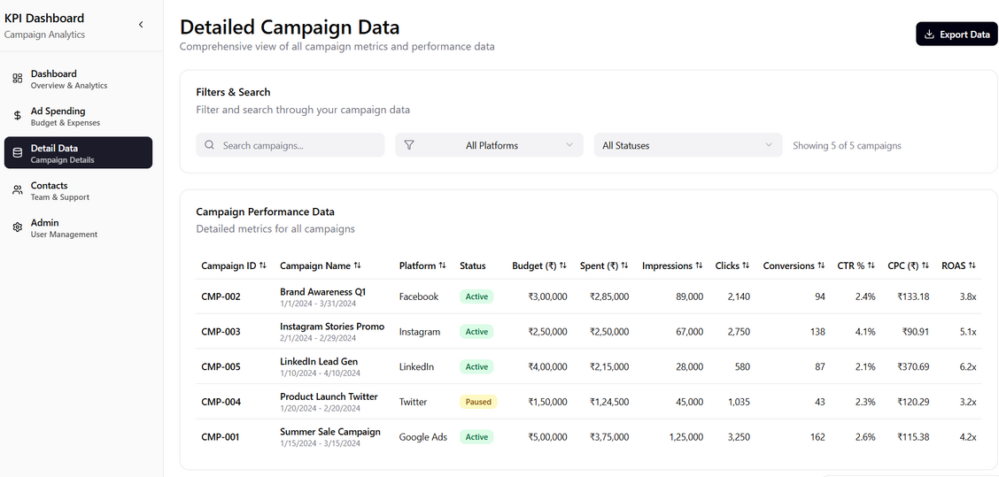 KPI Dashboard
Campaign Analytics
Dashboard
Overview & Analytics
Ad Spending
Budget & Expenses
Detail Data
Campaign Details
Contacts
Team & Support
Admin
User Management
Detailed Campaign Data
Comprehensive view of all campaign metrics and performance data
Export Data
Filters & Search
Filter and search through your campaign data
Search campaigns... All Platforms All Statuses Showing 5 of 5 campaigns
Campaign Performance Data
Detailed metrics for all campaigns
Campaign ID Campaign Name Platform Status Budget (₹) Spent (₹) Impressions Clicks Conversions CTR % CPC (₹) ROAS
CMP-002 Brand Awareness Q1 Facebook Active ₹3,00,000 ₹2,85,000 89,000 2,140 94 2.4% ₹133.18 3.8x
1/1/2024 - 3/31/2024
CMP-003 Instagram Stories Promo Instagram Active ₹2,50,000 ₹2,50,000 67,000 2,750 138 4.1% ₹90.91 5.1x
2/1/2024 - 2/29/2024
CMP-005 LinkedIn Lead Gen LinkedIn Active ₹4,00,000 ₹2,15,000 28,000 580 87 2.1% ₹370.69 6.2x
1/10/2024 - 4/10/2024
CMP-004 Product Launch Twitter Twitter Paused ₹1,50,000 ₹1,24,500 45,000 1,035 43 2.3% ₹120.29 3.2x
1/20/2024 - 2/20/2024
CMP-001 Summer Sale Campaign Google Ads Active ₹5,00,000 ₹3,75,000 1,25,000 3,250 162 2.6% ₹115.38 4.2x
1/15/2024 - 3/15/2024